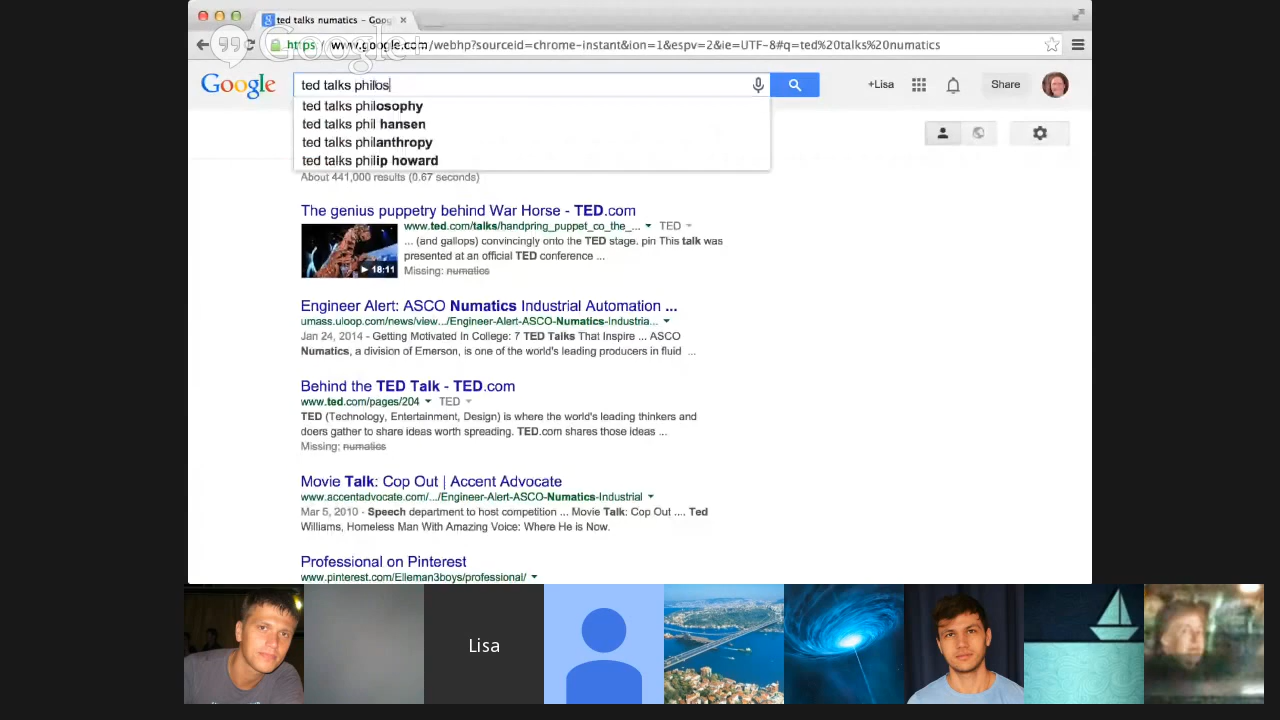 ted talks numatics - Goog
Google+
https://www.google.com/webhp?sourceid=chrome-instant&ion=1&espv=2&ie=UTF-8#q=ted%20talks%20numatics
Google
ted talks philos
+Lisa
Share
ted talks philosophy
ted talks phil hansen
ted talks philanthropy
ted talks philip howard
About 441,000 results (0.67 seconds)
The genius puppetry behind War Horse - TED.com
www.ted.com/talks/handpring_puppet_co_the_... TED
... (and gallops) convincingly onto the TED stage. pin This talk was
presented at an official TED conference ...
Missing: numatics
18:11
Engineer Alert: ASCO Numatics Industrial Automation ...
umass.uloop.com/news/view.../Engineer-Alert-ASCO-Numatics-Industria...
Jan 24, 2014 - Getting Motivated In College: 7 TED Talks That Inspire ... ASCO
Numatics, a division of Emerson, is one of the world's leading producers in fluid ...
Behind the TED Talk - TED.com
www.ted.com/pages/204 TED
TED (Technology, Entertainment, Design) is where the world's leading thinkers and
doers gather to share ideas worth spreading. TED.com shares those ideas ...
Missing: numatics
Movie Talk: Cop Out | Accent Advocate
www.accentadvocate.com/.../Engineer-Alert-ASCO-Numatics-Industrial
Mar 5, 2010 - Speech department to host competition ... Movie Talk: Cop Out .... Ted
Williams, Homeless Man With Amazing Voice: Where He is Now.
Professional on Pinterest
www.pinterest.com/Elleman3boys/professional/
Lisa